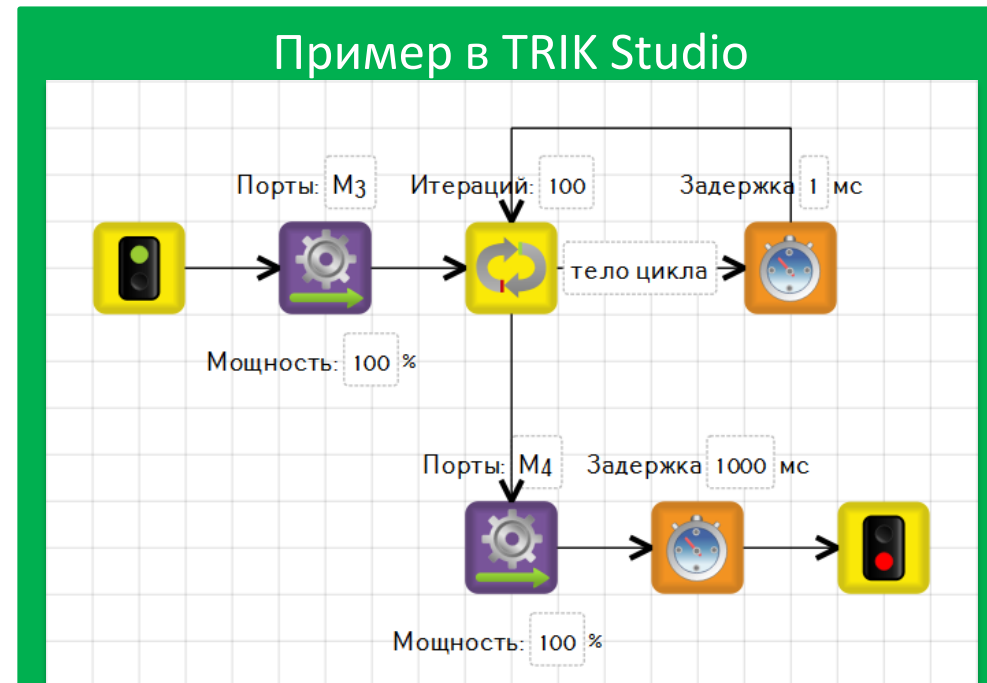 Пример в TRIK Studio
Порты: M3 Итераций: 100 Задержка 1 мс
тело цикла
Мощность: 100 %
Порты: M4 Задержка 1000 мс
Мощность: 100 %